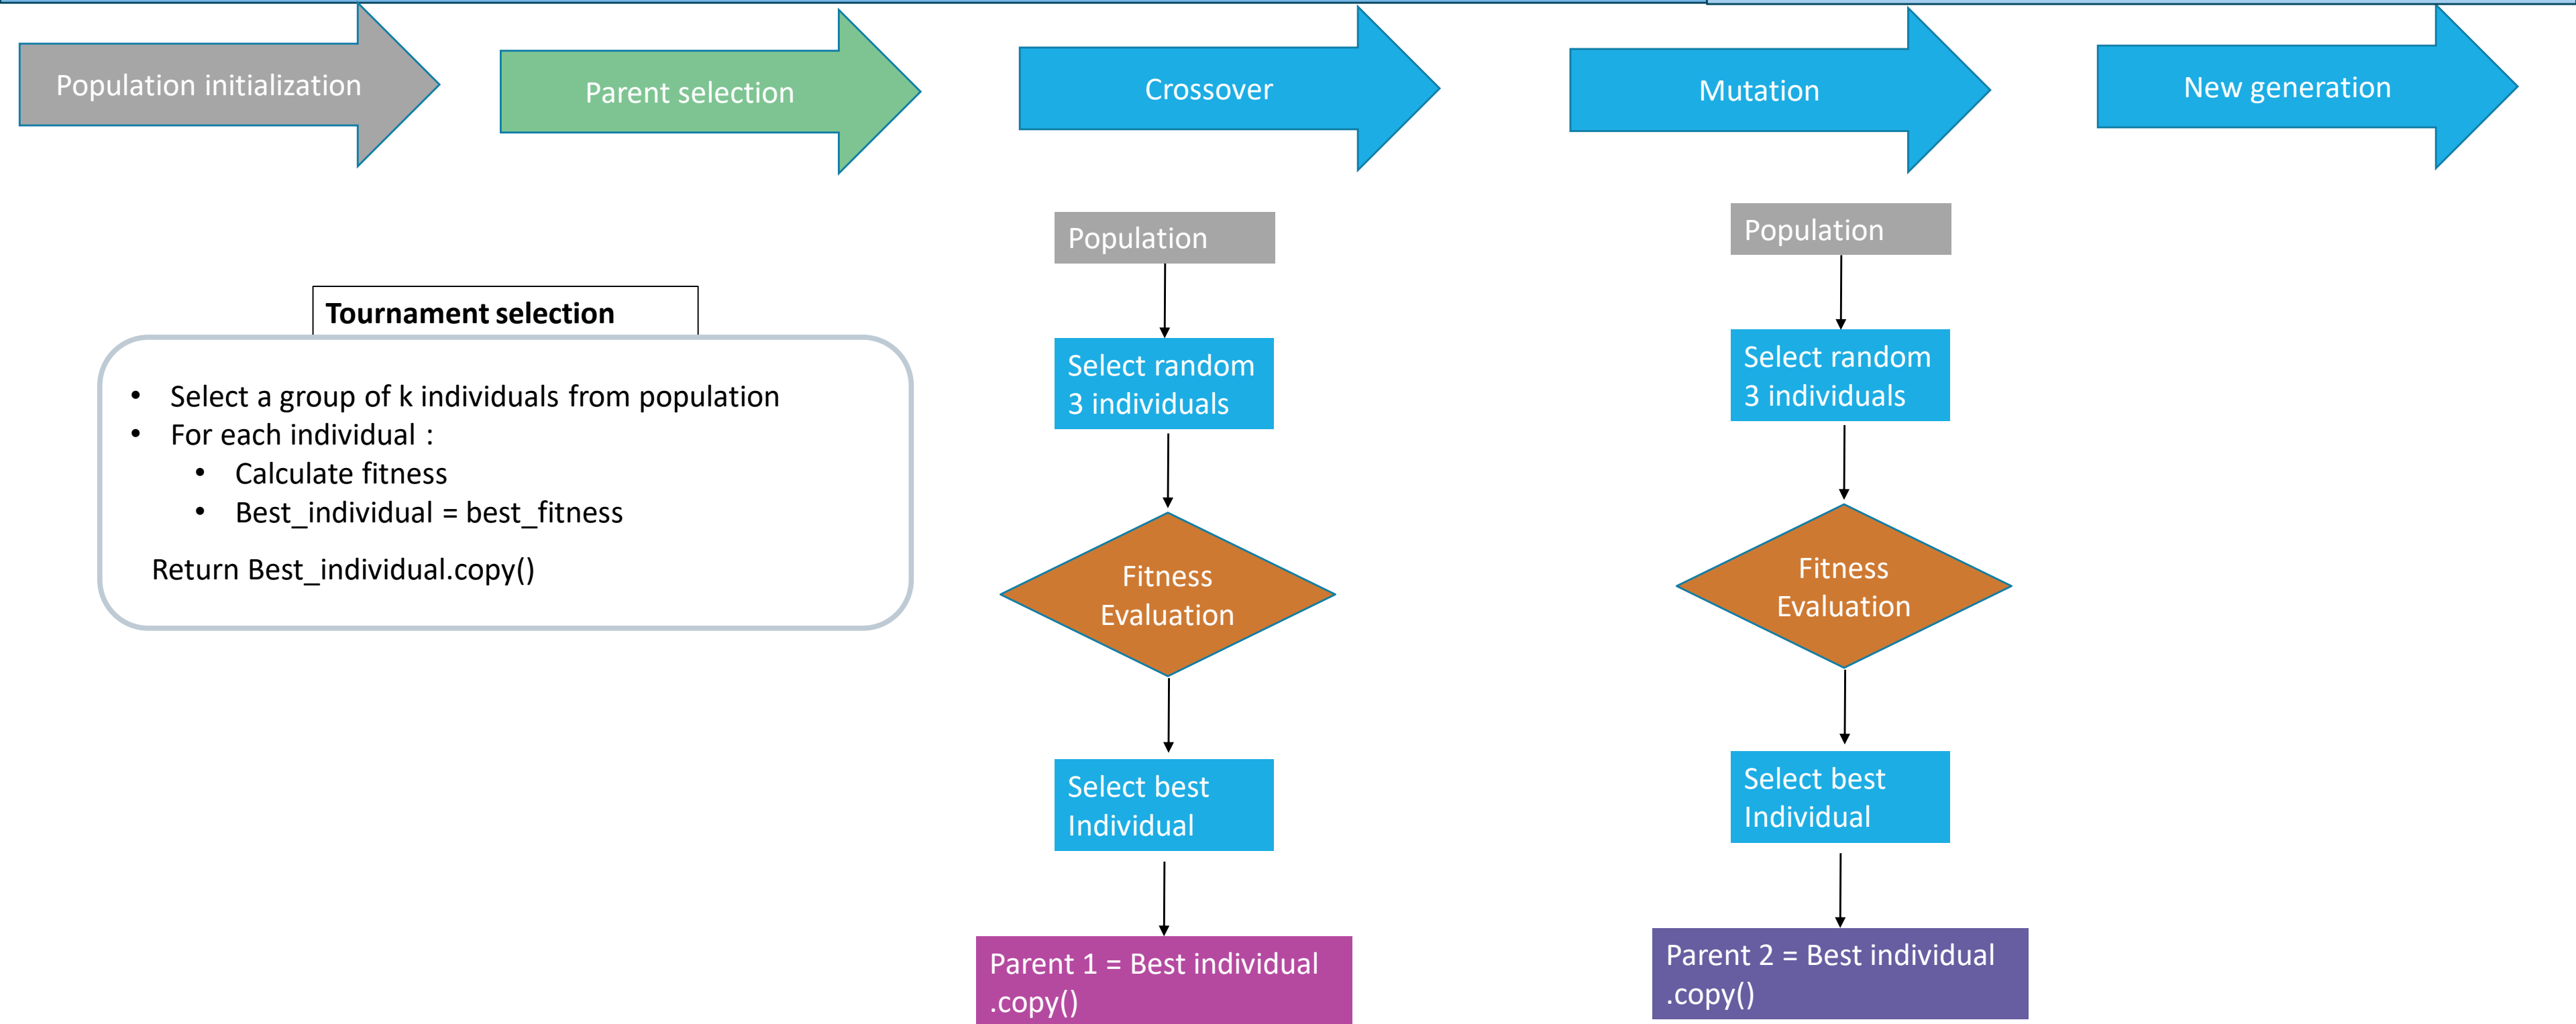 Population initialization
Parent selection
Crossover
Mutation
New generation
Tournament selection
• Select a group of k individuals from population
• For each individual :
• Calculate fitness
• Best_individual = best_fitness
Return Best_individual.copy()
Population
Select random
3 individuals
Fitness
Evaluation
Select best
Individual
Parent 1 = Best individual
.copy()
Population
Select random
3 individuals
Fitness
Evaluation
Select best
Individual
Parent 2 = Best individual
.copy()